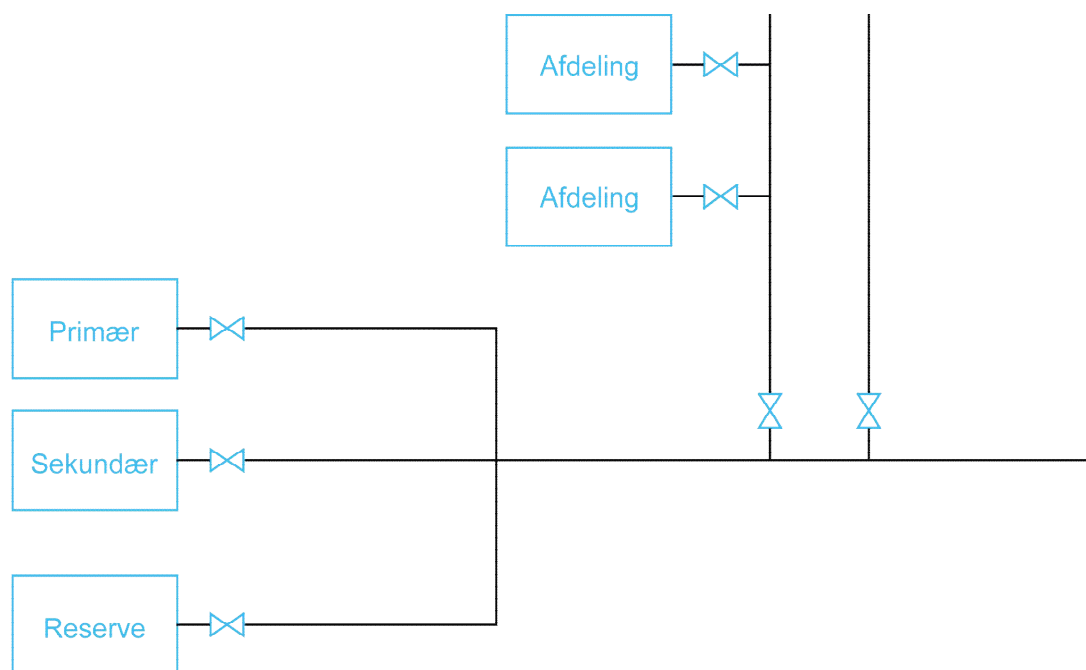 Afdeling
Afdeling
Primær
Sekundær
Reserve